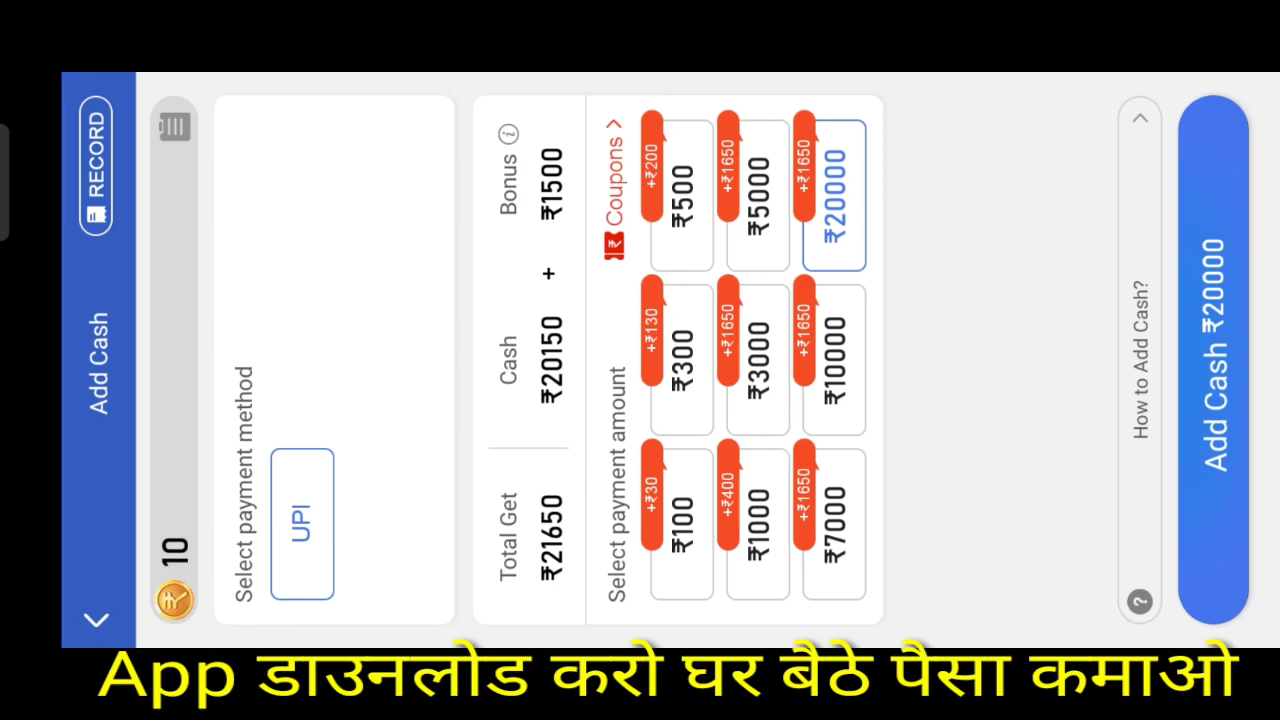 Add Cash
RECORD
10
Select payment method
UPI
Total Get Cash Bonus
₹21650 ₹20150 + ₹1500
Select payment amount Coupons >
+₹30 +₹130 +₹200
₹100 ₹300 ₹500
+₹400 +₹1650 +₹1650
₹1000 ₹3000 ₹5000
+₹1650 +₹1650 +₹1650
₹7000 ₹10000 ₹20000
? How to Add Cash?
Add Cash ₹20000
App डाउनलोड करो घर बैठे पैसा कमाओ